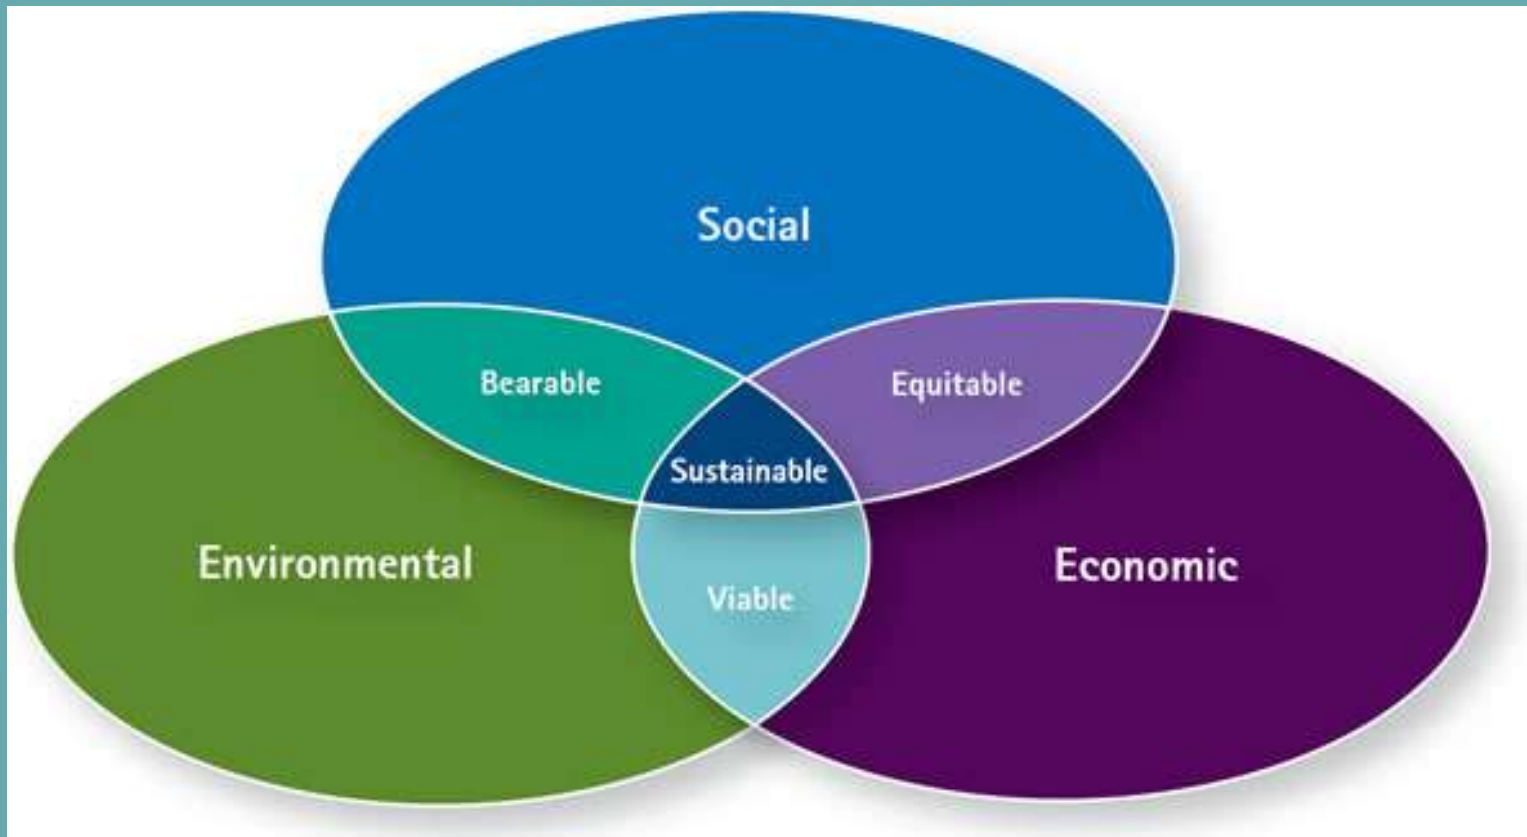 Social
Bearable
Equitable
Sustainable
Environmental
Economic
Viable